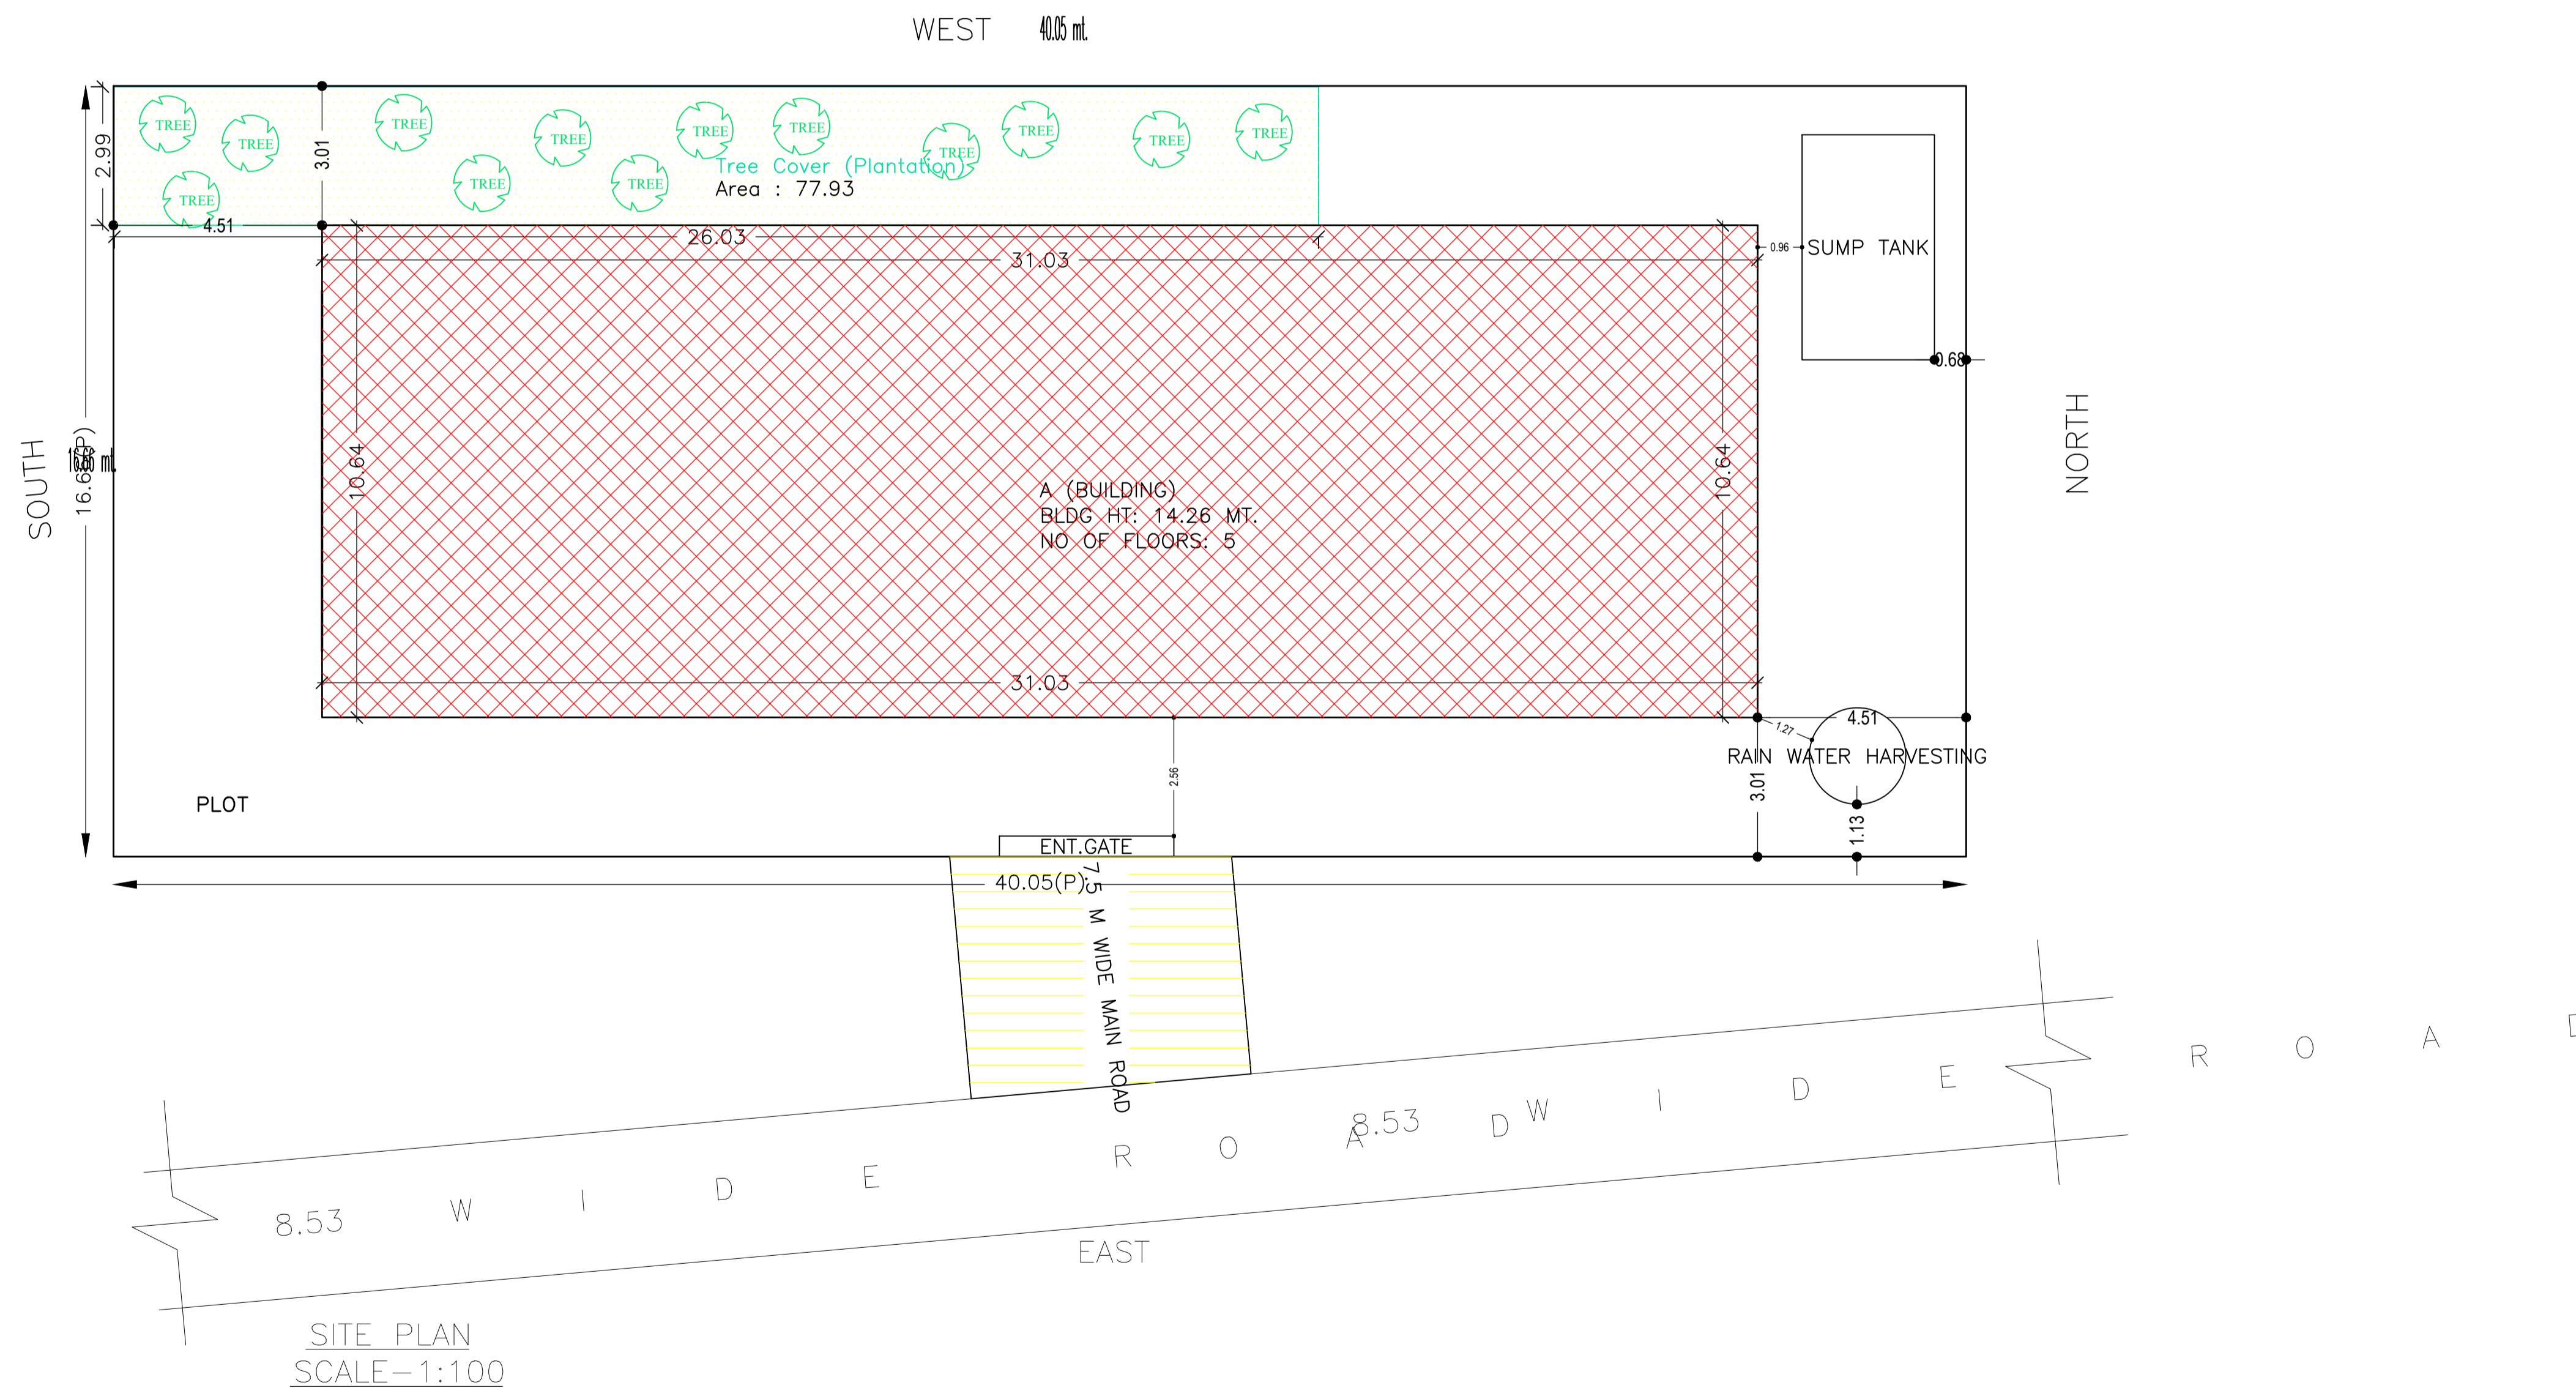 WEST 40.05 mt.
TREE
TREE
TREE
TREE
TREE
TREE
TREE
TREE
TREE
TREE
TREE
TREE
TREE
Tree Cover (Plantation)
Area : 77.93
2.99
3.01
4.51
26.03
31.03
0.96
SUMP TANK
0.68
SOUTH
NORTH
10.64
10.64
A (BUILDING)
BLDG HT: 14.26 MT.
NO OF FLOORS: 5
31.03
4.51
1.27
RAIN WATER HARVESTING
2.56
3.01
1.13
PLOT
ENT.GATE
40.05(P)
7.5 M WIDE MAIN ROAD
8.53 WIDE ROAD
8.53 WIDE ROAD
EAST
SITE PLAN
SCALE-1:100